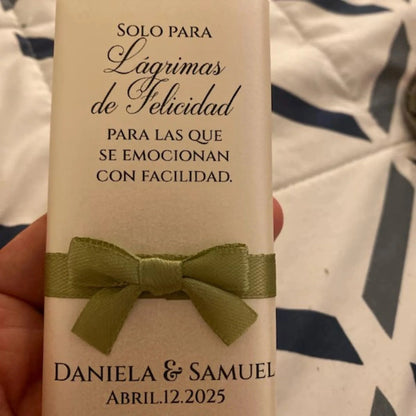 Solo para
Lágrimas
de Felicidad
para las que
se emocionan
con facilidad.
Daniela & Samuel
Abril.12.2025